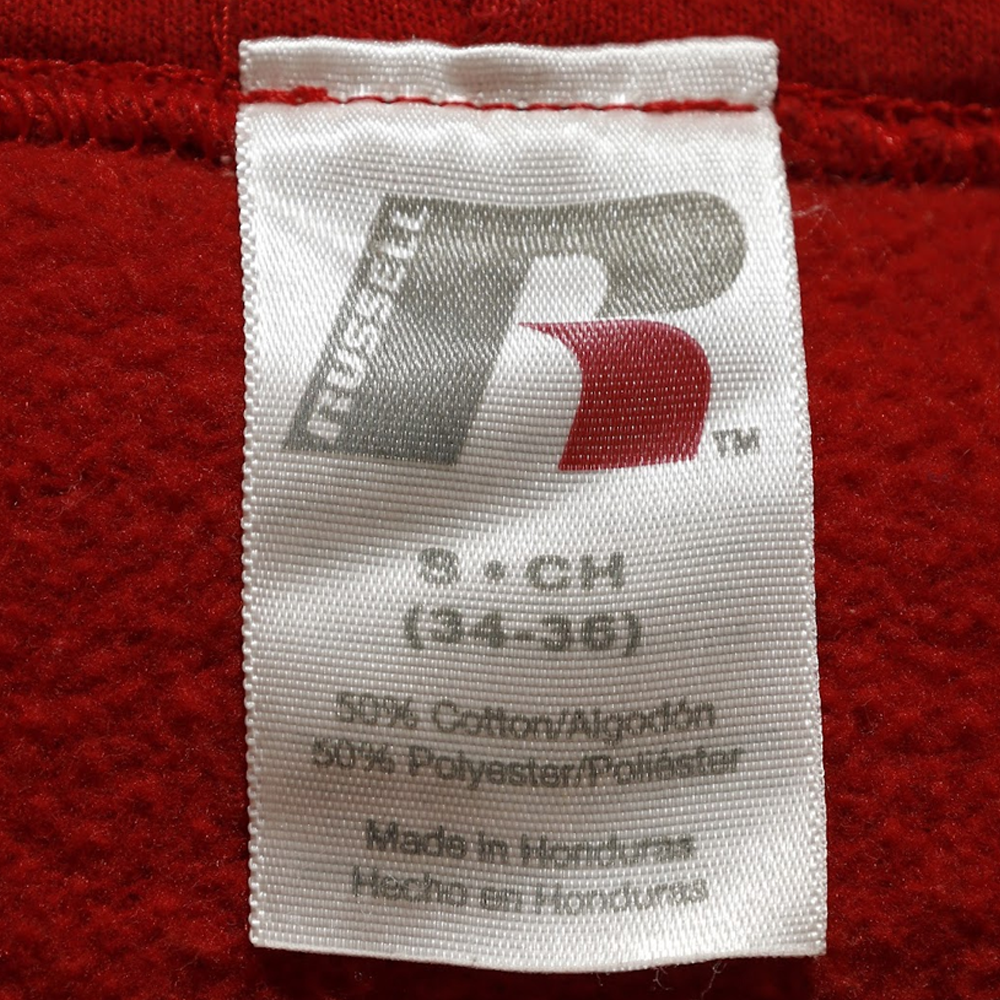 RUSSELL
TM
S • CH
(34-36)
50% Cotton/Algodón
50% Polyester/Poliéster
Made in Honduras
Hecho en Honduras